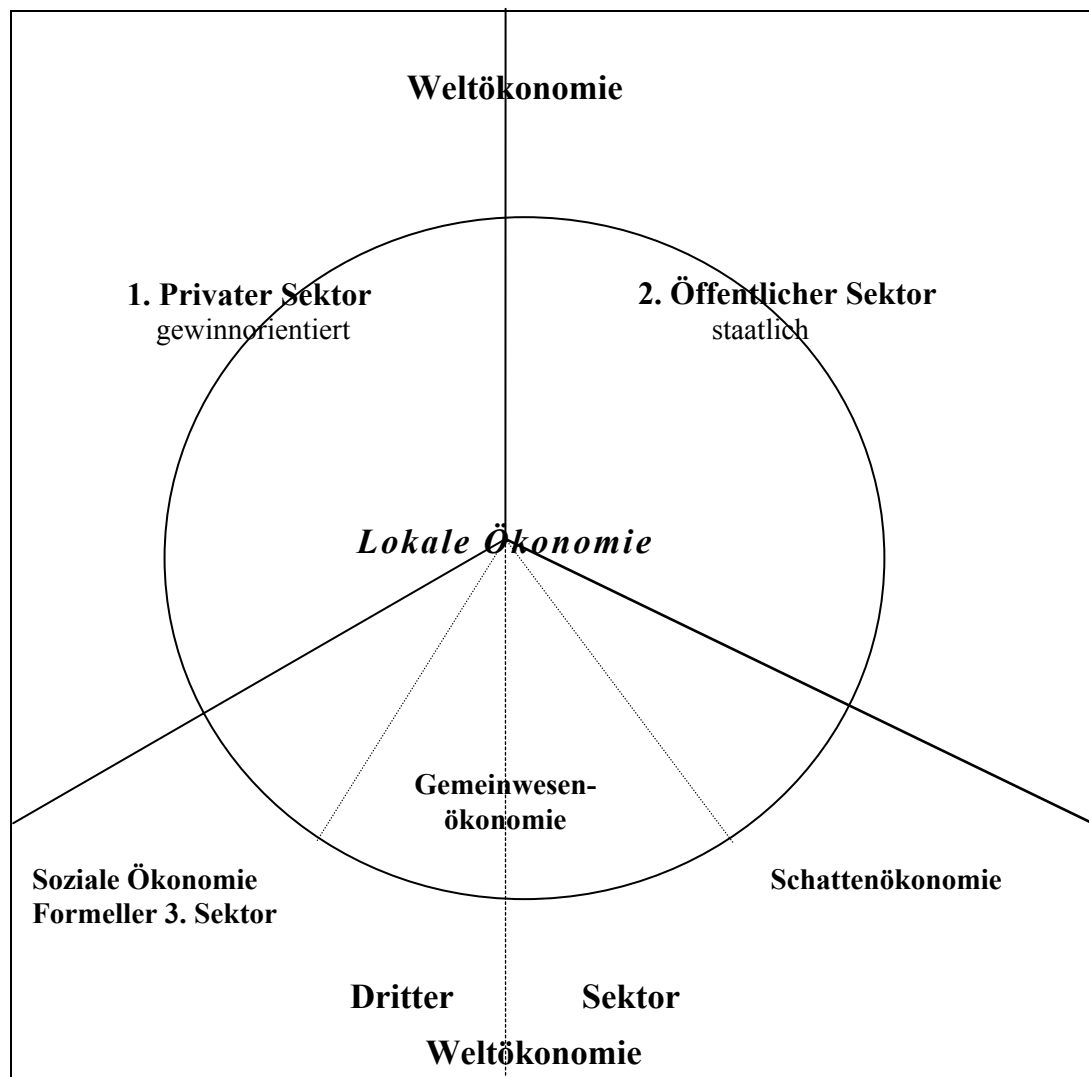 Weltökonomie
1. Privater Sektor
gewinnorientiert
2. Öffentlicher Sektor
staatlich
Lokale Ökonomie
Gemeinwesen-
ökonomie
Soziale Ökonomie
Formeller 3. Sektor
Schattenökonomie
Dritter Sektor
Weltökonomie